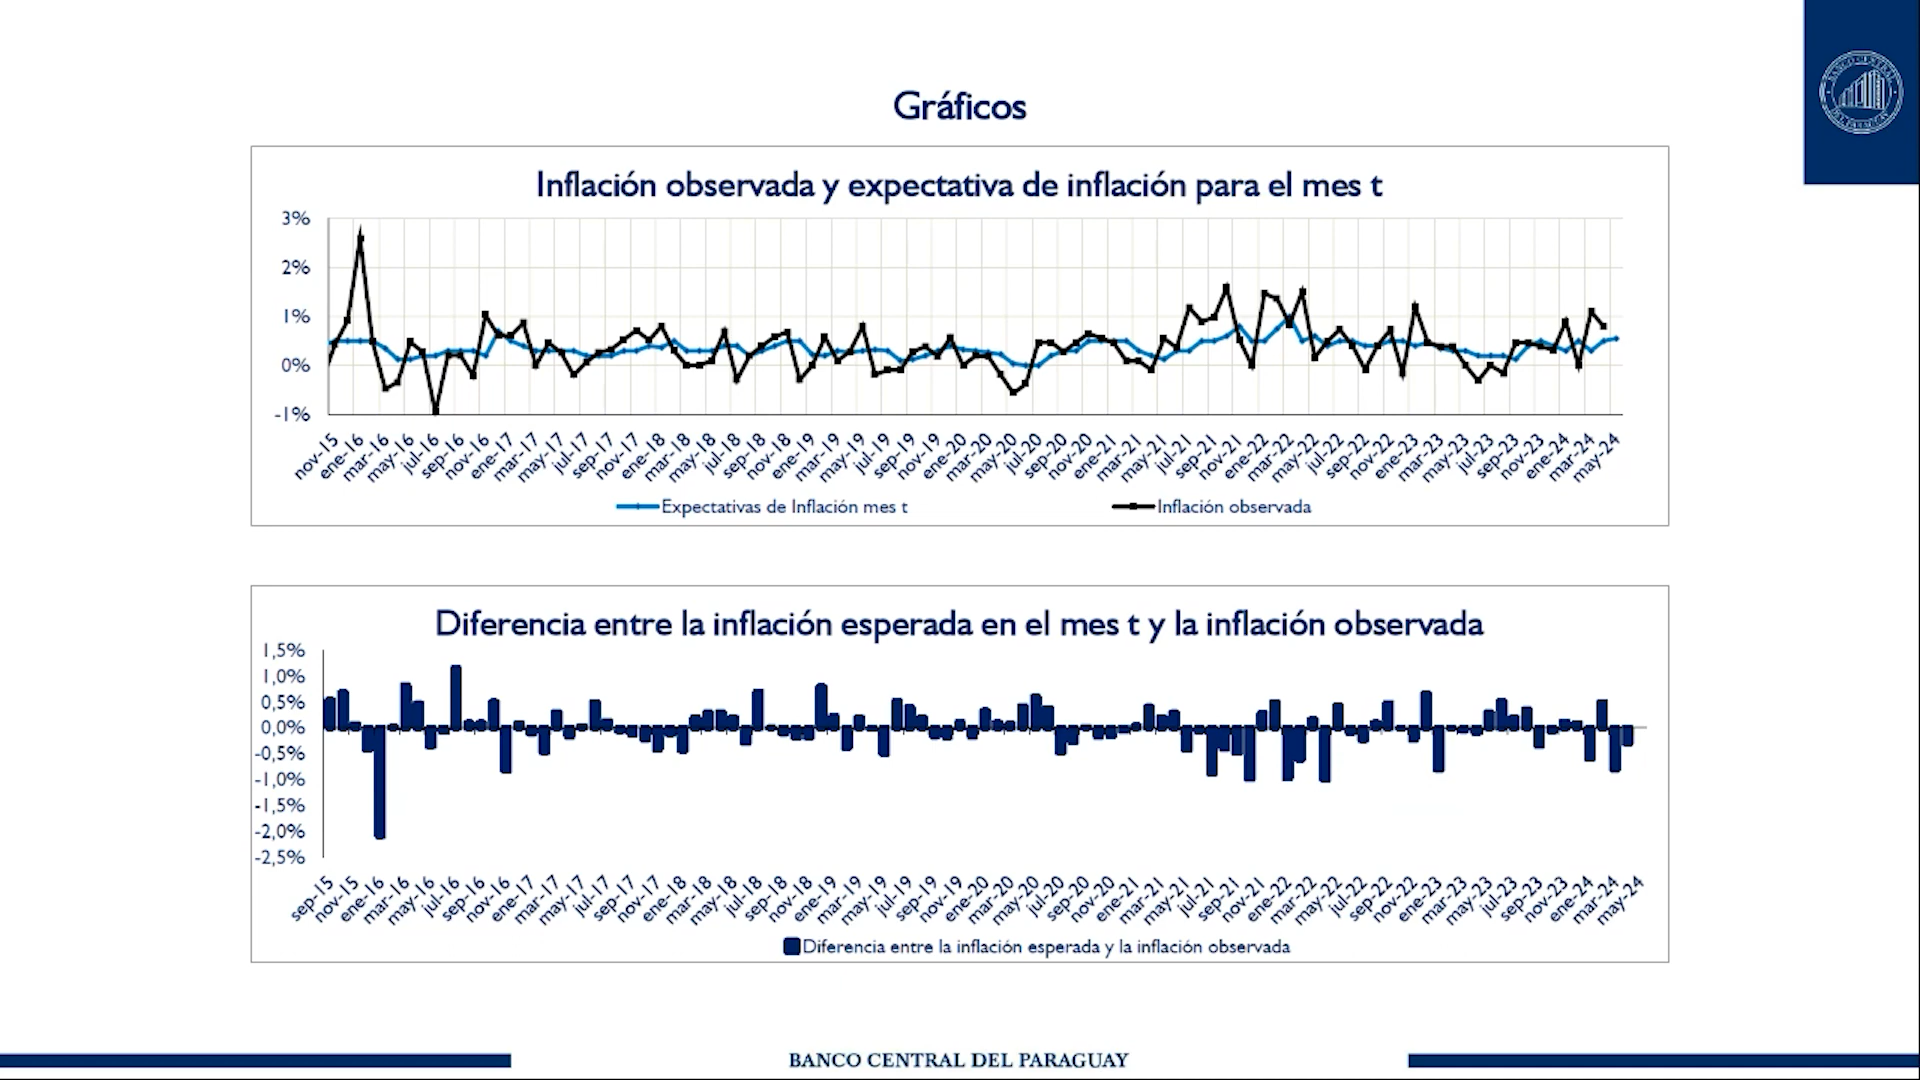 BANCO CENTRAL
DEL PARAGUAY
Gráficos
Inflación observada y expectativa de inflación para el mes t
3%
2%
1%
0%
-1%
nov-15 ene-16 mar-16 may-16 jul-16 sep-16 nov-16 ene-17 mar-17 may-17 jul-17 sep-17 nov-17 ene-18 mar-18 may-18 jul-18 sep-18 nov-18 ene-19 mar-19 may-19 jul-19 sep-19 nov-19 ene-20 mar-20 may-20 jul-20 sep-20 nov-20 ene-21 mar-21 may-21 jul-21 sep-21 nov-21 ene-22 mar-22 may-22 jul-22 sep-22 nov-22 ene-23 mar-23 may-23 jul-23 sep-23 nov-23 ene-24 mar-24 may-24
Expectativas de Inflación mes t Inflación observada
Diferencia entre la inflación esperada en el mes t y la inflación observada
1,5%
1,0%
0,5%
0,0%
-0,5%
-1,0%
-1,5%
-2,0%
-2,5%
sep-15 nov-15 ene-16 mar-16 may-16 jul-16 sep-16 nov-16 ene-17 mar-17 may-17 jul-17 sep-17 nov-17 ene-18 mar-18 may-18 jul-18 sep-18 nov-18 ene-19 mar-19 may-19 jul-19 sep-19 nov-19 ene-20 mar-20 may-20 jul-20 sep-20 nov-20 ene-21 mar-21 may-21 jul-21 sep-21 nov-21 ene-22 mar-22 may-22 jul-22 sep-22 nov-22 ene-23 mar-23 may-23 jul-23 sep-23 nov-23 ene-24 mar-24 may-24
Diferencia entre la inflación esperada y la inflación observada
BANCO CENTRAL DEL PARAGUAY